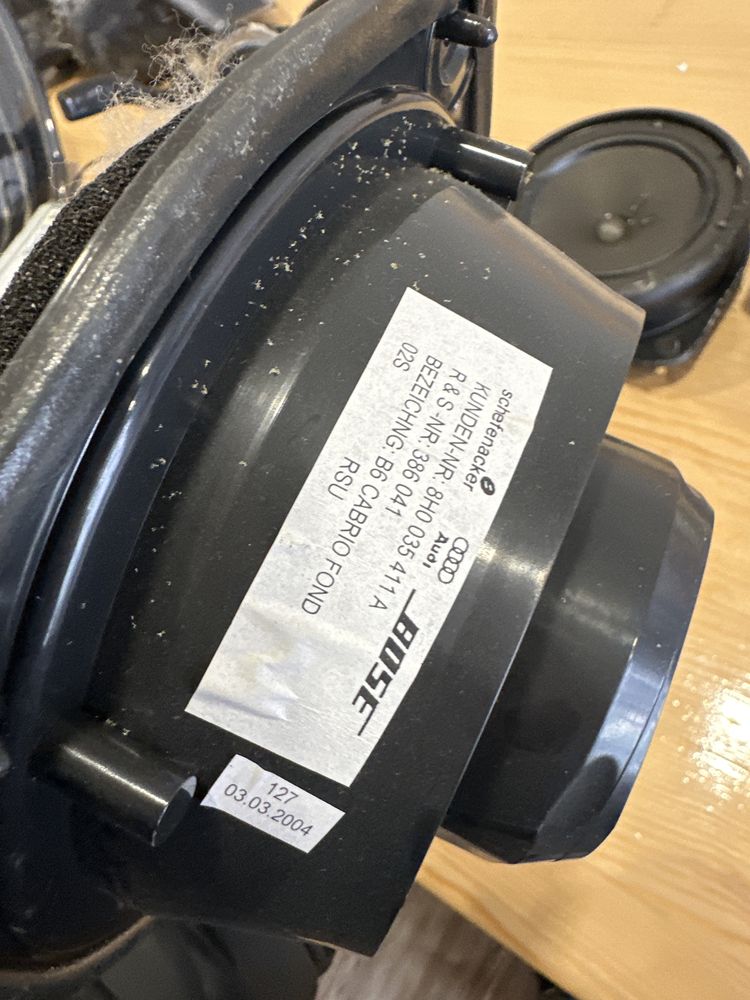 schefenacker
Audi
BOSE
KUNDEN-NR: 8H0 035 411 A
R & S -NR: 386 041
BEZEICHNG: B6 CABRIO FOND
02S
RSU
127
03.03.2004